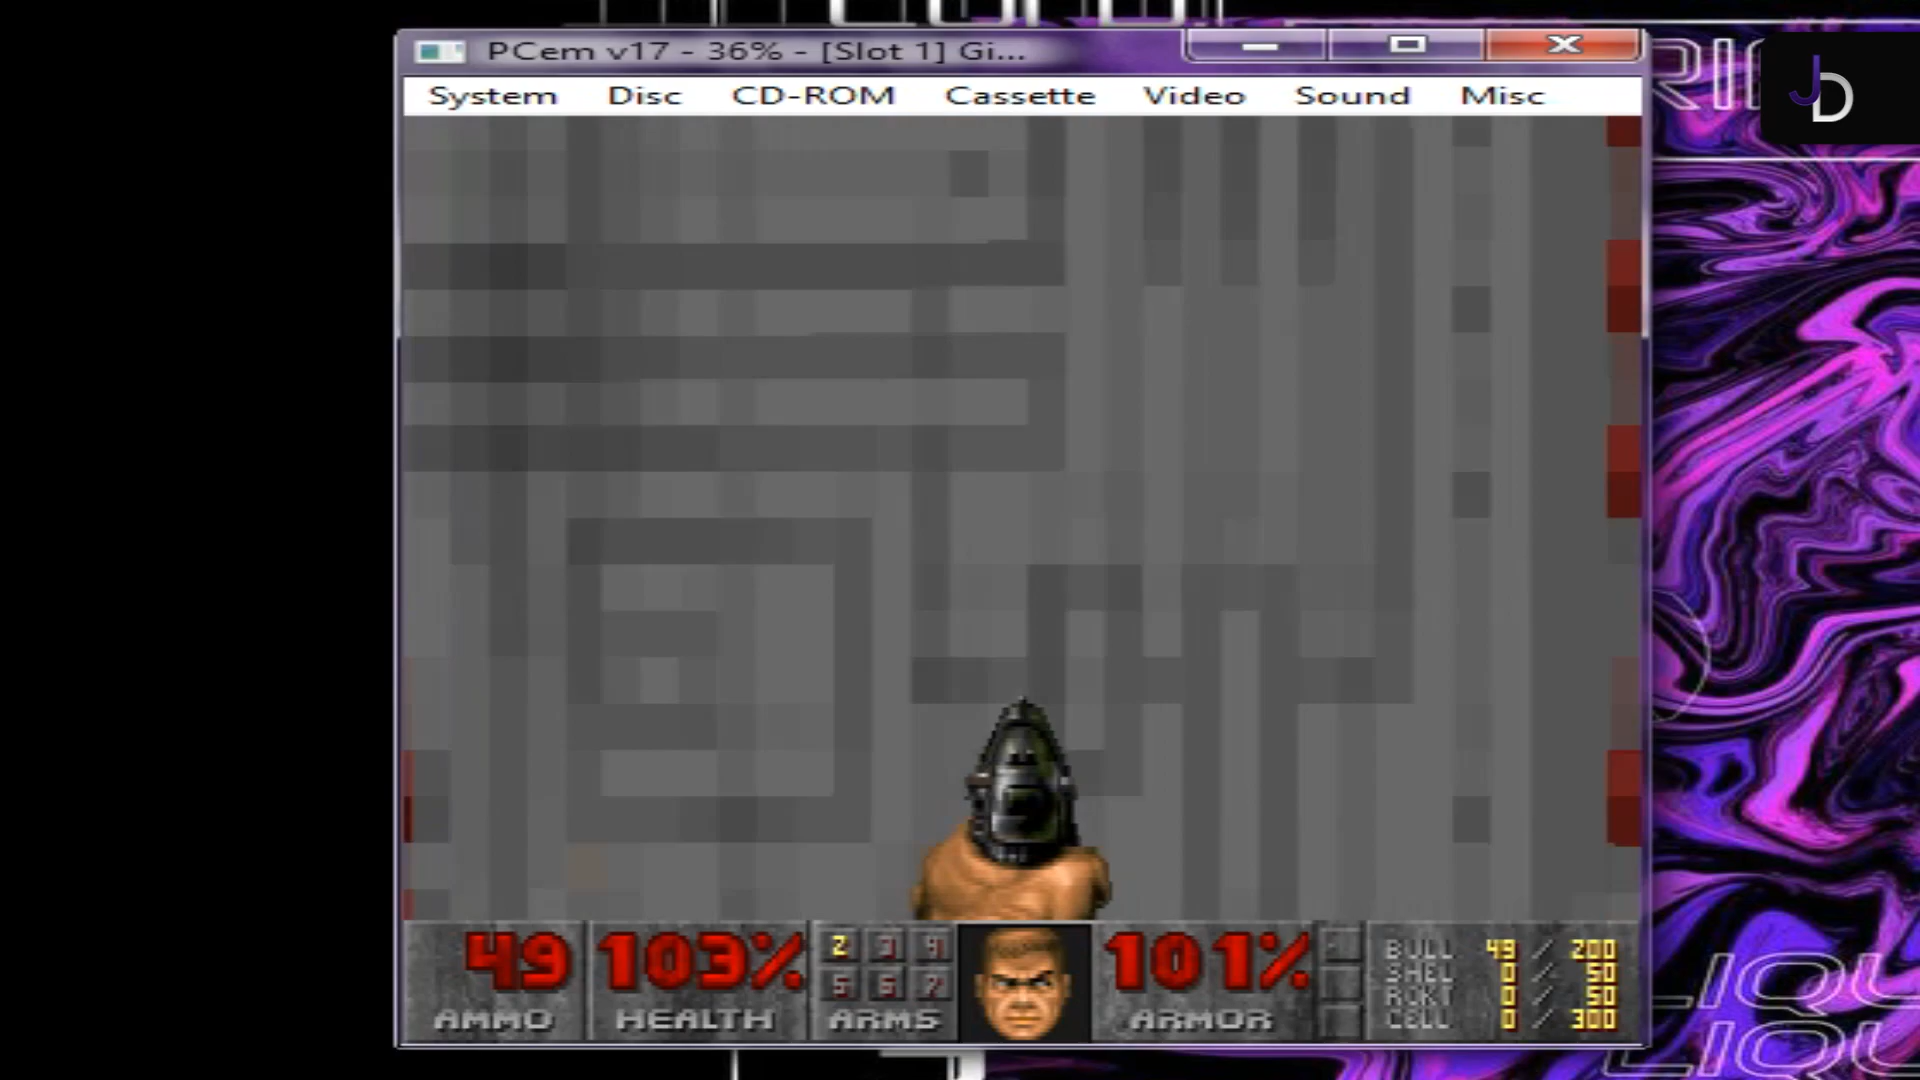 PCem v17 - 36% - [Slot 1] Gi...
System Disc CD-ROM Cassette Video Sound Misc
JD
49 103% 2 3 4 101% BULL 49 / 200
SHEL 0 / 50
5 6 7 RCKT 0 / 50
AMMO HEALTH ARMS ARMOR CELL 0 / 300